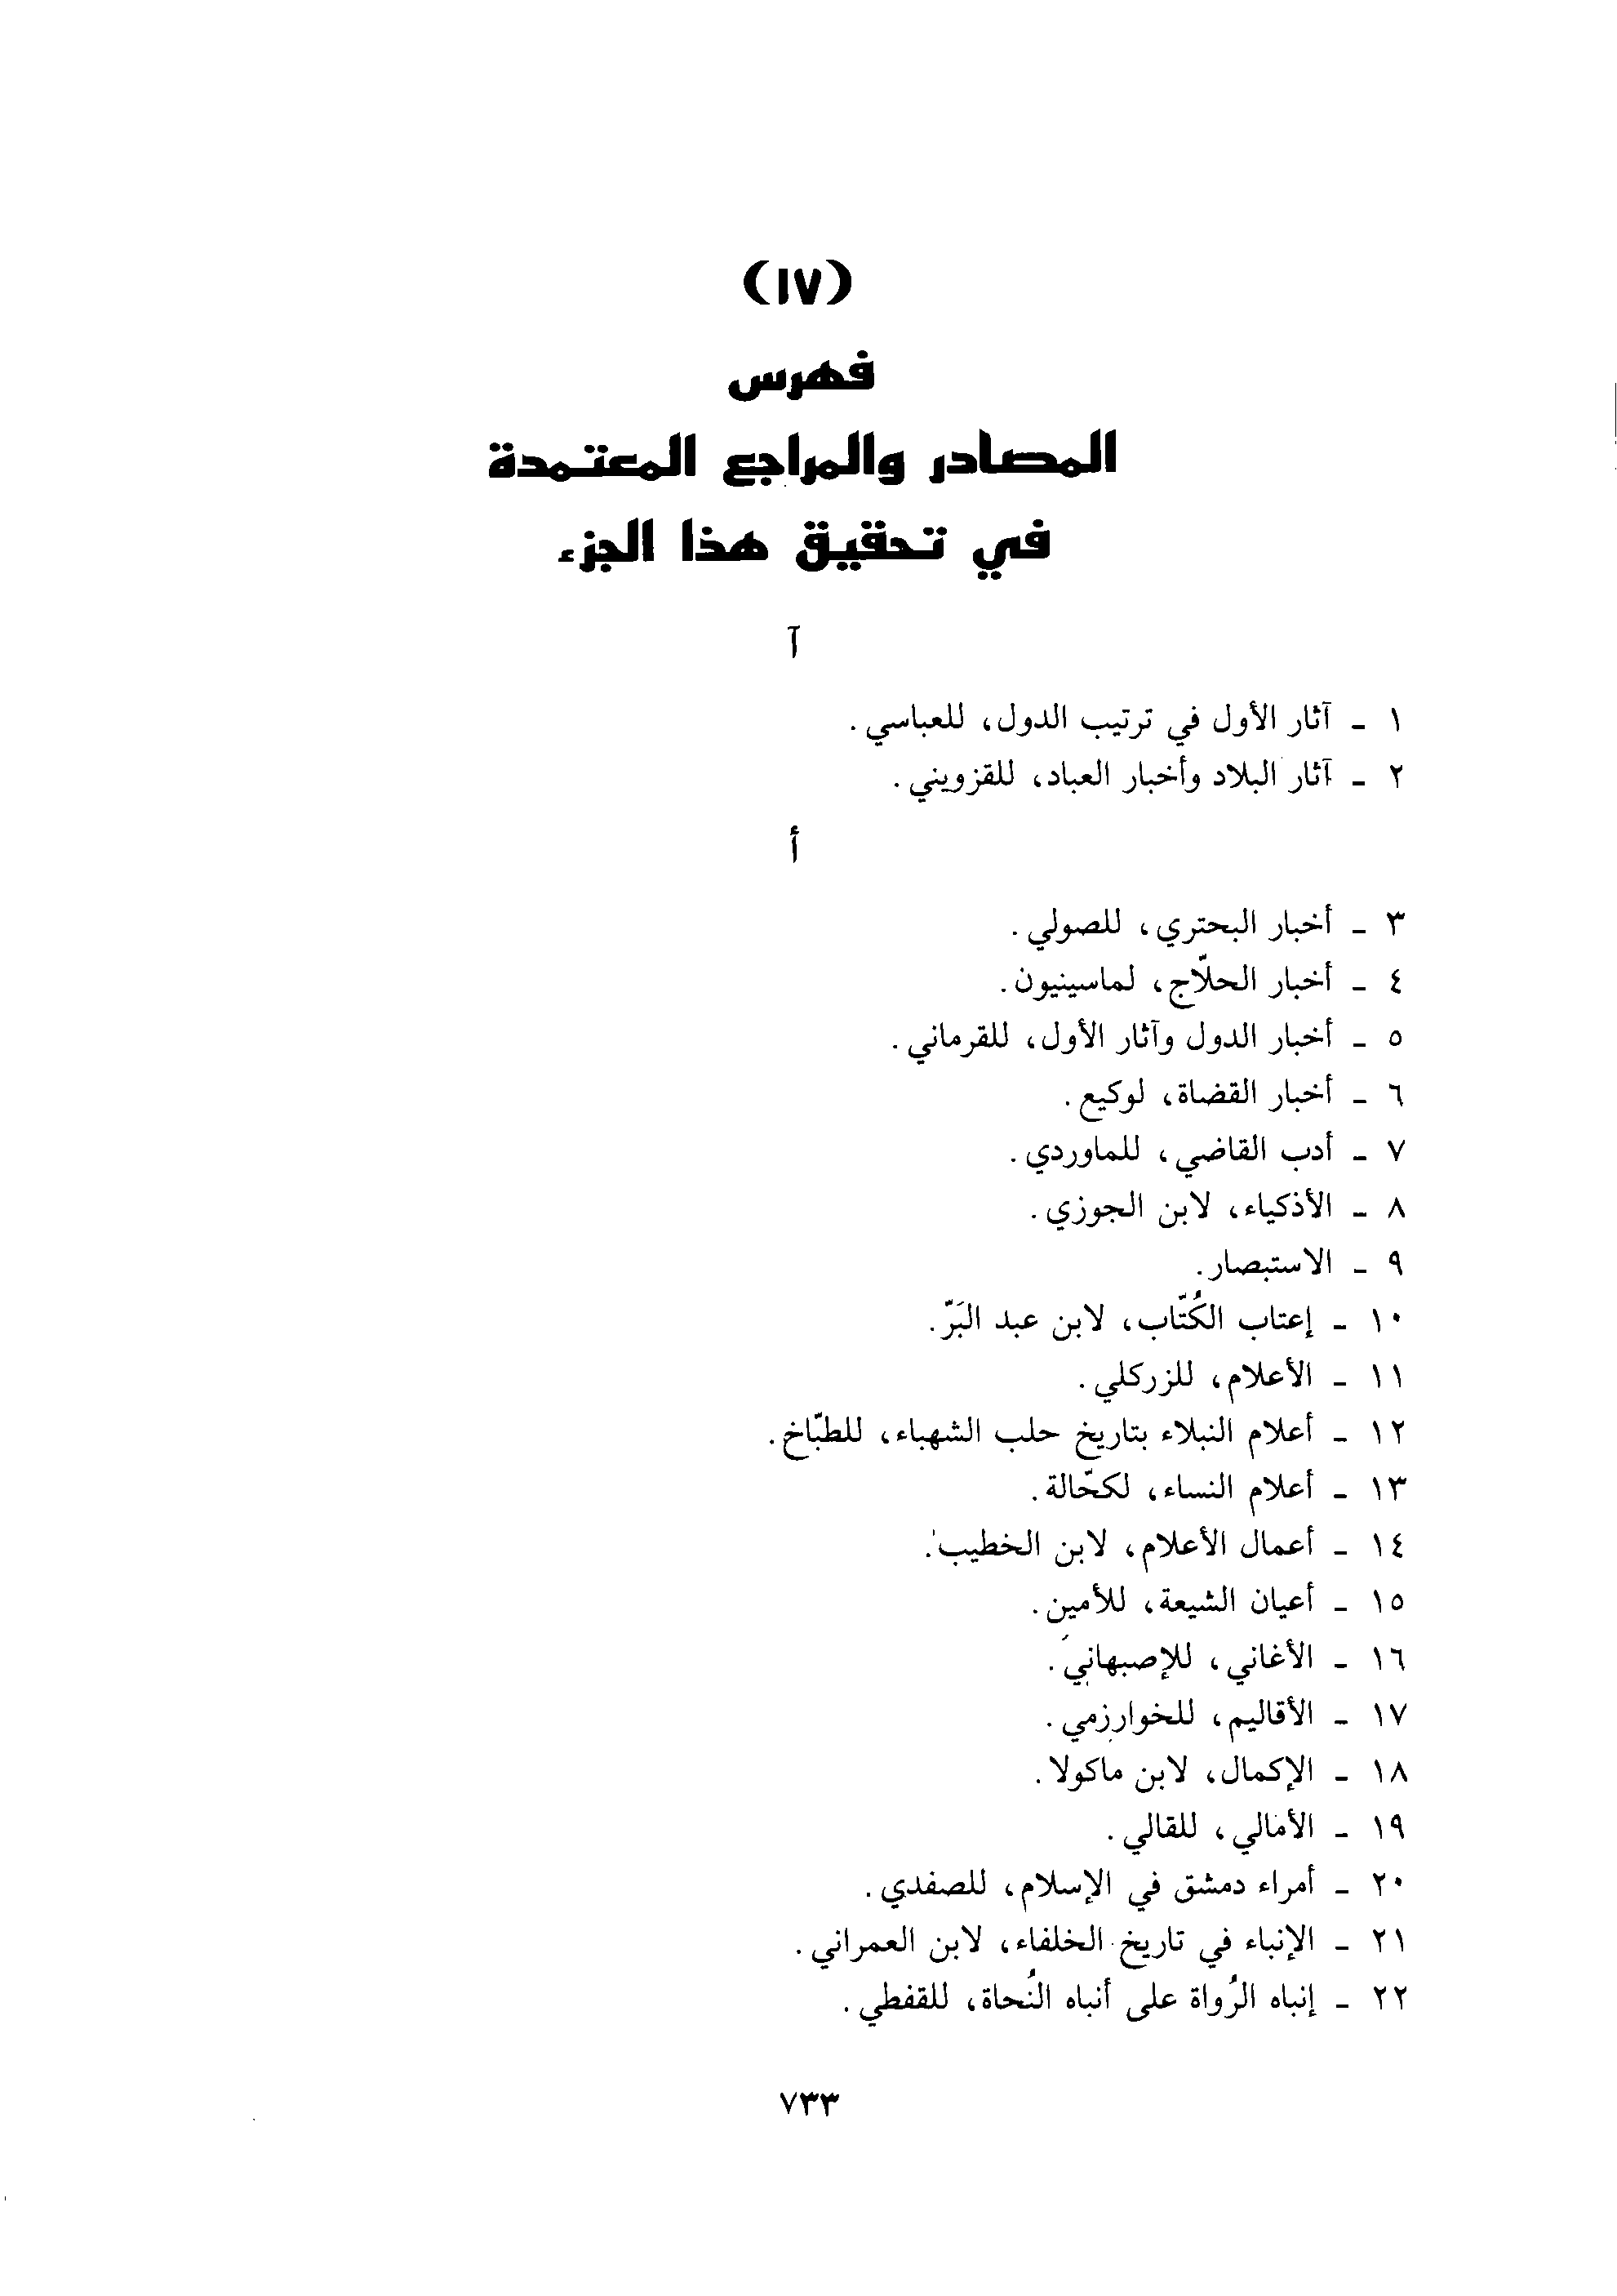 (١٧)
فهرس
المصادر والمراجع المعتمدة
في تحقيق هذا الجزء
آ
١ - آثار الأول في ترتيب الدول، للعباسي.
٢ - آثار البلاد وأخبار العباد، للقزويني.
أ
٣ - أخبار البحتري، للصولي.
٤ - أخبار الحلّاج، لماسينيون.
٥ - أخبار الدول وآثار الأول، للقرماني.
٦ - أخبار القضاة، لوكيع.
٧ - أدب القاضي، للماوردي.
٨ - الأذكياء، لابن الجوزي.
٩ - الاستبصار.
١٠ - إعتاب الكُتّاب، لابن عبد البَرّ.
١١ - الأعلام، للزركلي.
١٢ - أعلام النبلاء بتاريخ حلب الشهباء، للطبّاخ.
١٣ - أعلام النساء، لكحّالة.
١٤ - أعمال الأعلام، لابن الخطيب.
١٥ - أعيان الشيعة، للأمين.
١٦ - الأغاني، للإصبهاني.
١٧ - الأقاليم، للخوارزمي.
١٨ - الإكمال، لابن ماكولا.
١٩ - الأمالي، للقالي.
٢٠ - أمراء دمشق في الإسلام، للصفدي.
٢١ - الإنباء في تاريخ الخلفاء، لابن العمراني.
٢٢ - إنباه الرُواة على أنباه النُحاة، للقفطي.
٧٣٣